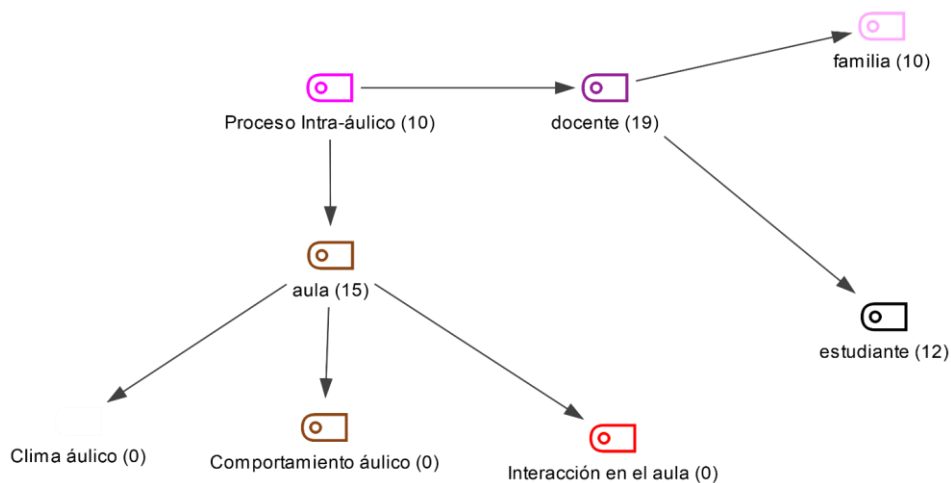 familia (10)
Proceso Intra-áulico (10)
docente (19)
aula (15)
estudiante (12)
Clima áulico (0)
Comportamiento áulico (0)
Interacción en el aula (0)